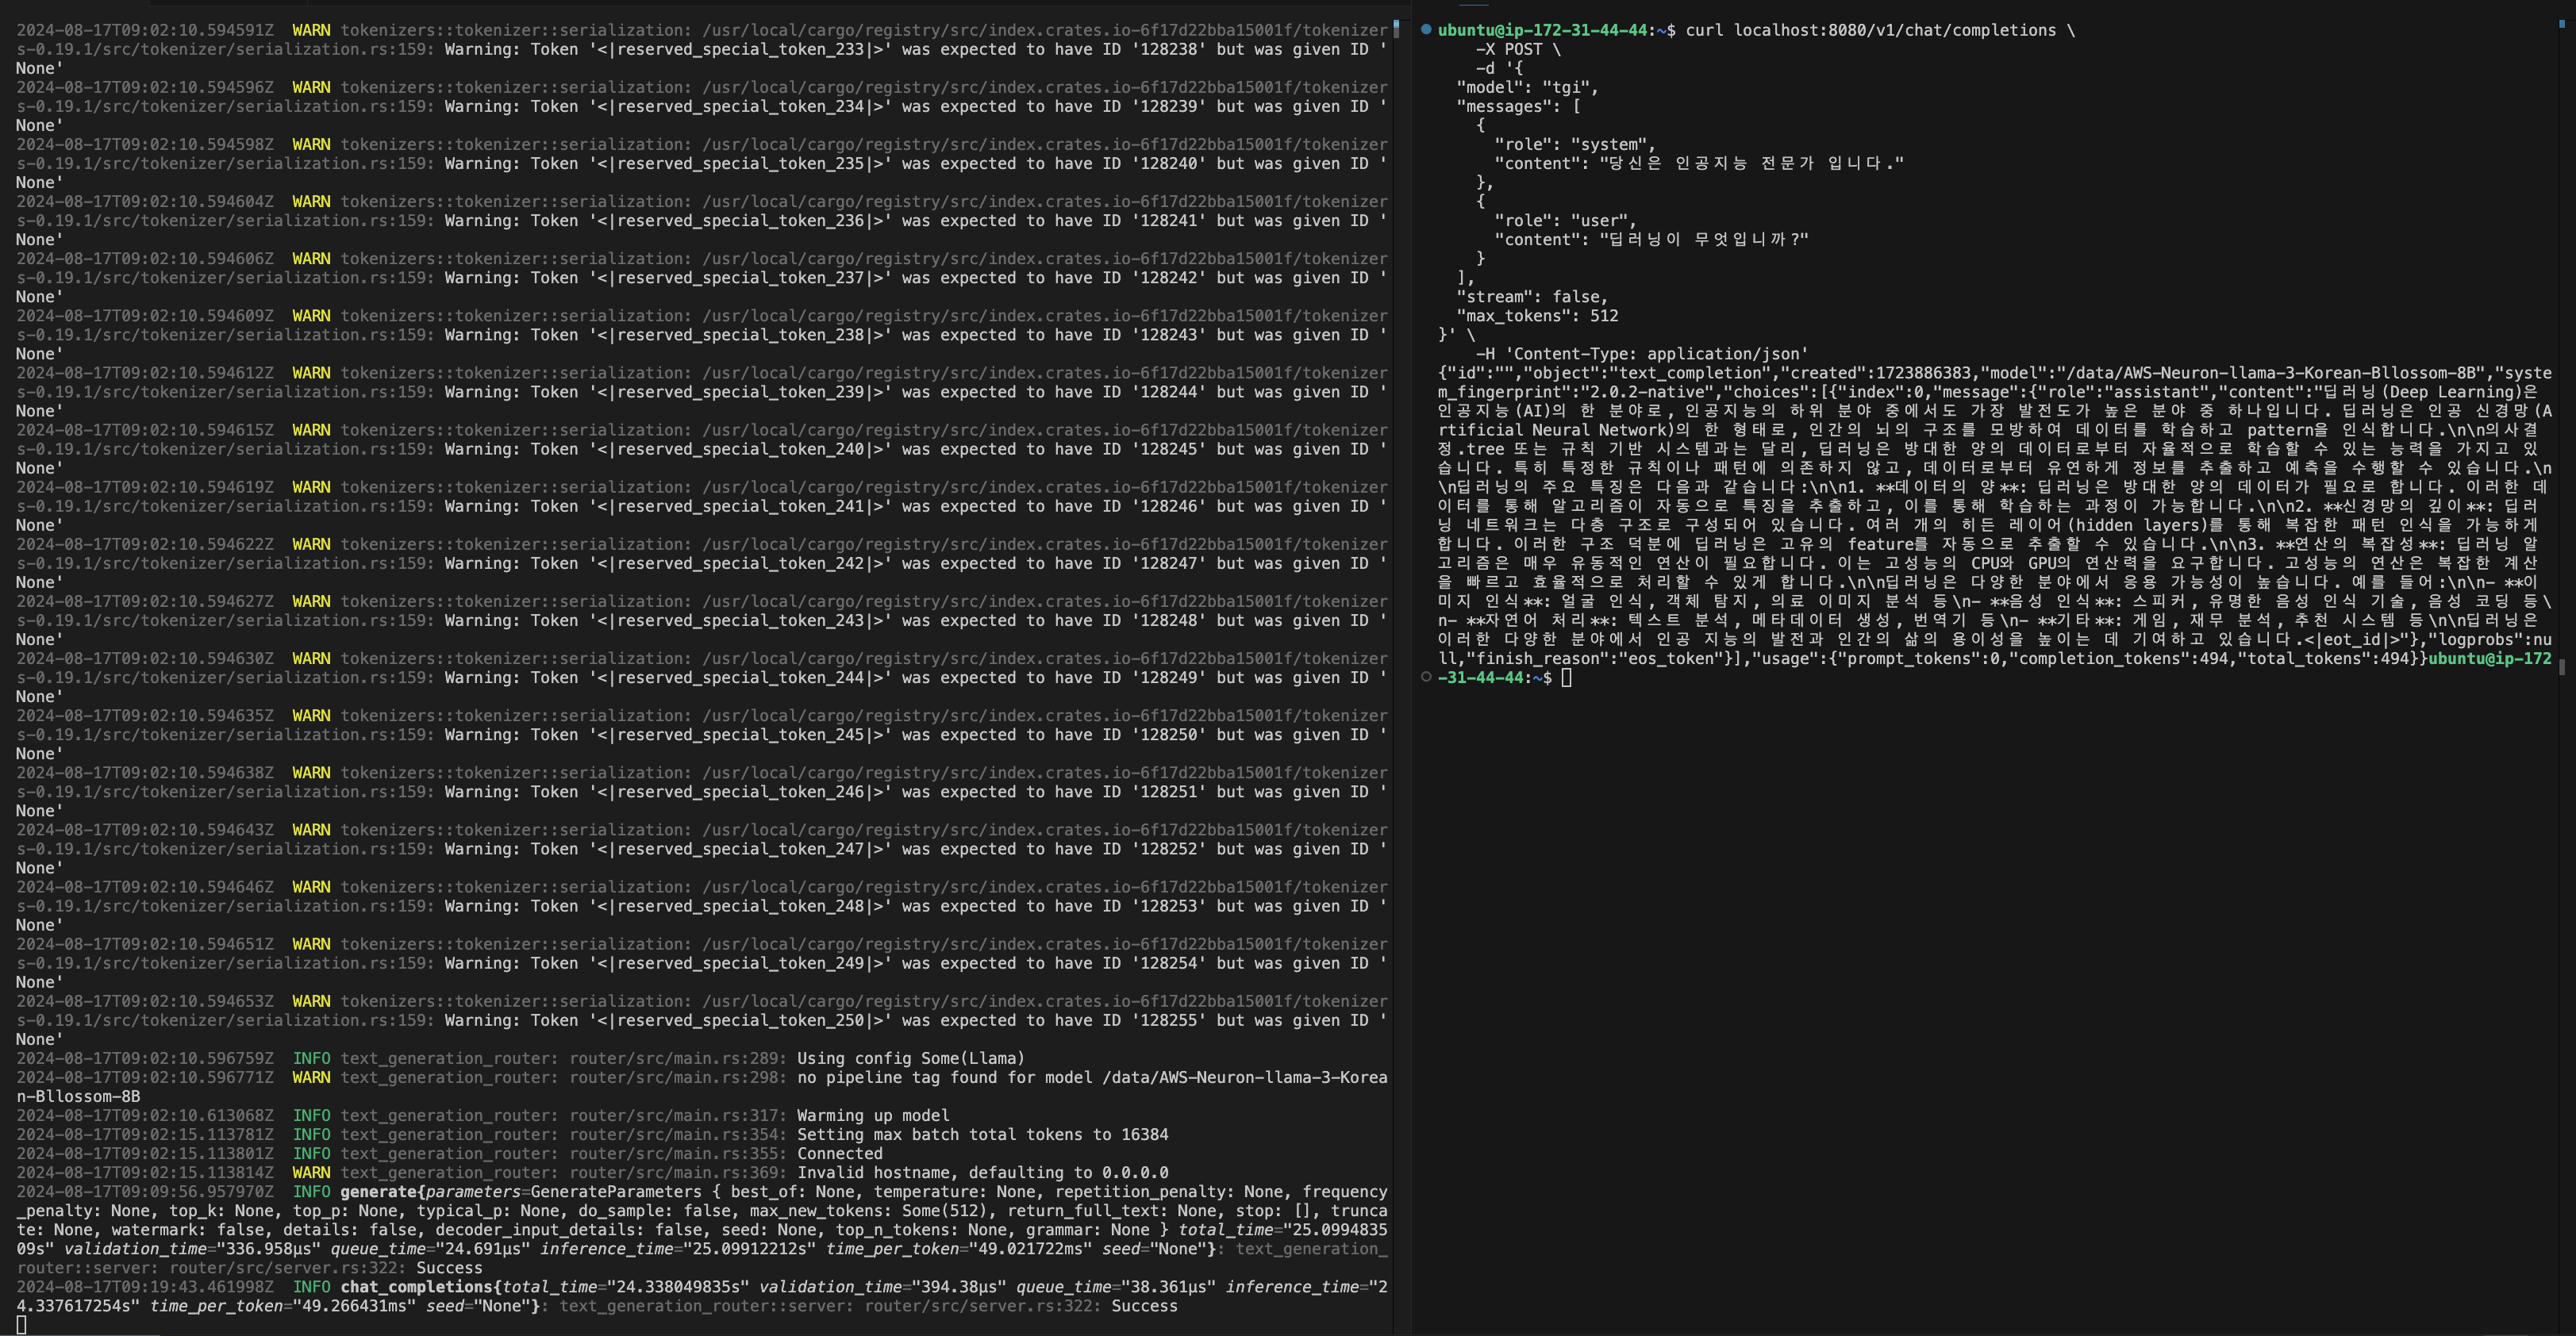 2024-08-17T09:02:10.594591Z  WARN tokenizers::tokenizer::serialization: /usr/local/cargo/registry/src/index.crates.io-6f17d22bba15001f/tokenizer
s-0.19.1/src/tokenizer/serialization.rs:159: Warning: Token '<|reserved_special_token_233|>' was expected to have ID '128238' but was given ID '
None'
2024-08-17T09:02:10.594596Z  WARN tokenizers::tokenizer::serialization: /usr/local/cargo/registry/src/index.crates.io-6f17d22bba15001f/tokenizer
s-0.19.1/src/tokenizer/serialization.rs:159: Warning: Token '<|reserved_special_token_234|>' was expected to have ID '128239' but was given ID '
None'
2024-08-17T09:02:10.594598Z  WARN tokenizers::tokenizer::serialization: /usr/local/cargo/registry/src/index.crates.io-6f17d22bba15001f/tokenizer
s-0.19.1/src/tokenizer/serialization.rs:159: Warning: Token '<|reserved_special_token_235|>' was expected to have ID '128240' but was given ID '
None'
2024-08-17T09:02:10.594604Z  WARN tokenizers::tokenizer::serialization: /usr/local/cargo/registry/src/index.crates.io-6f17d22bba15001f/tokenizer
s-0.19.1/src/tokenizer/serialization.rs:159: Warning: Token '<|reserved_special_token_236|>' was expected to have ID '128241' but was given ID '
None'
2024-08-17T09:02:10.594606Z  WARN tokenizers::tokenizer::serialization: /usr/local/cargo/registry/src/index.crates.io-6f17d22bba15001f/tokenizer
s-0.19.1/src/tokenizer/serialization.rs:159: Warning: Token '<|reserved_special_token_237|>' was expected to have ID '128242' but was given ID '
None'
2024-08-17T09:02:10.594609Z  WARN tokenizers::tokenizer::serialization: /usr/local/cargo/registry/src/index.crates.io-6f17d22bba15001f/tokenizer
s-0.19.1/src/tokenizer/serialization.rs:159: Warning: Token '<|reserved_special_token_238|>' was expected to have ID '128243' but was given ID '
None'
2024-08-17T09:02:10.594612Z  WARN tokenizers::tokenizer::serialization: /usr/local/cargo/registry/src/index.crates.io-6f17d22bba15001f/tokenizer
s-0.19.1/src/tokenizer/serialization.rs:159: Warning: Token '<|reserved_special_token_239|>' was expected to have ID '128244' but was given ID '
None'
2024-08-17T09:02:10.594615Z  WARN tokenizers::tokenizer::serialization: /usr/local/cargo/registry/src/index.crates.io-6f17d22bba15001f/tokenizer
s-0.19.1/src/tokenizer/serialization.rs:159: Warning: Token '<|reserved_special_token_240|>' was expected to have ID '128245' but was given ID '
None'
2024-08-17T09:02:10.594619Z  WARN tokenizers::tokenizer::serialization: /usr/local/cargo/registry/src/index.crates.io-6f17d22bba15001f/tokenizer
s-0.19.1/src/tokenizer/serialization.rs:159: Warning: Token '<|reserved_special_token_241|>' was expected to have ID '128246' but was given ID '
None'
2024-08-17T09:02:10.594622Z  WARN tokenizers::tokenizer::serialization: /usr/local/cargo/registry/src/index.crates.io-6f17d22bba15001f/tokenizer
s-0.19.1/src/tokenizer/serialization.rs:159: Warning: Token '<|reserved_special_token_242|>' was expected to have ID '128247' but was given ID '
None'
2024-08-17T09:02:10.594627Z  WARN tokenizers::tokenizer::serialization: /usr/local/cargo/registry/src/index.crates.io-6f17d22bba15001f/tokenizer
s-0.19.1/src/tokenizer/serialization.rs:159: Warning: Token '<|reserved_special_token_243|>' was expected to have ID '128248' but was given ID '
None'
2024-08-17T09:02:10.594630Z  WARN tokenizers::tokenizer::serialization: /usr/local/cargo/registry/src/index.crates.io-6f17d22bba15001f/tokenizer
s-0.19.1/src/tokenizer/serialization.rs:159: Warning: Token '<|reserved_special_token_244|>' was expected to have ID '128249' but was given ID '
None'
2024-08-17T09:02:10.594635Z  WARN tokenizers::tokenizer::serialization: /usr/local/cargo/registry/src/index.crates.io-6f17d22bba15001f/tokenizer
s-0.19.1/src/tokenizer/serialization.rs:159: Warning: Token '<|reserved_special_token_245|>' was expected to have ID '128250' but was given ID '
None'
2024-08-17T09:02:10.594638Z  WARN tokenizers::tokenizer::serialization: /usr/local/cargo/registry/src/index.crates.io-6f17d22bba15001f/tokenizer
s-0.19.1/src/tokenizer/serialization.rs:159: Warning: Token '<|reserved_special_token_246|>' was expected to have ID '128251' but was given ID '
None'
2024-08-17T09:02:10.594643Z  WARN tokenizers::tokenizer::serialization: /usr/local/cargo/registry/src/index.crates.io-6f17d22bba15001f/tokenizer
s-0.19.1/src/tokenizer/serialization.rs:159: Warning: Token '<|reserved_special_token_247|>' was expected to have ID '128252' but was given ID '
None'
2024-08-17T09:02:10.594646Z  WARN tokenizers::tokenizer::serialization: /usr/local/cargo/registry/src/index.crates.io-6f17d22bba15001f/tokenizer
s-0.19.1/src/tokenizer/serialization.rs:159: Warning: Token '<|reserved_special_token_248|>' was expected to have ID '128253' but was given ID '
None'
2024-08-17T09:02:10.594651Z  WARN tokenizers::tokenizer::serialization: /usr/local/cargo/registry/src/index.crates.io-6f17d22bba15001f/tokenizer
s-0.19.1/src/tokenizer/serialization.rs:159: Warning: Token '<|reserved_special_token_249|>' was expected to have ID '128254' but was given ID '
None'
2024-08-17T09:02:10.594653Z  WARN tokenizers::tokenizer::serialization: /usr/local/cargo/registry/src/index.crates.io-6f17d22bba15001f/tokenizer
s-0.19.1/src/tokenizer/serialization.rs:159: Warning: Token '<|reserved_special_token_250|>' was expected to have ID '128255' but was given ID '
None'
2024-08-17T09:02:10.596759Z  INFO text_generation_router: router/src/main.rs:289: Using config Some(Llama)
2024-08-17T09:02:10.596771Z  WARN text_generation_router: router/src/main.rs:298: no pipeline tag found for model /data/AWS-Neuron-llama-3-Korea
n-Bllossom-8B
2024-08-17T09:02:10.613068Z  INFO text_generation_router: router/src/main.rs:317: Warming up model
2024-08-17T09:02:15.113781Z  INFO text_generation_router: router/src/main.rs:354: Setting max batch total tokens to 16384
2024-08-17T09:02:15.113801Z  INFO text_generation_router: router/src/main.rs:355: Connected
2024-08-17T09:02:15.113814Z  WARN text_generation_router: router/src/main.rs:369: Invalid hostname, defaulting to 0.0.0.0
2024-08-17T09:09:56.957970Z  INFO generate{parameters=GenerateParameters { best_of: None, temperature: None, repetition_penalty: None, frequency
_penalty: None, top_k: None, top_p: None, typical_p: None, do_sample: false, max_new_tokens: Some(512), return_full_text: None, stop: [], trunca
te: None, watermark: false, details: false, decoder_input_details: false, seed: None, top_n_tokens: None, grammar: None } total_time="25.0994835
09s" validation_time="336.958µs" queue_time="24.691µs" inference_time="25.09912212s" time_per_token="49.021722ms" seed="None"}: text_generation_
router::server: router/src/server.rs:322: Success
2024-08-17T09:19:43.461998Z  INFO chat_completions{total_time="24.338049835s" validation_time="394.38µs" queue_time="38.361µs" inference_time="2
4.337617254s" time_per_token="49.266431ms" seed="None"}: text_generation_router::server: router/src/server.rs:322: Success
ubuntu@ip-172-31-44-44:~$ curl localhost:8080/v1/chat/completions \
    -X POST \
    -d '{
  "model": "tgi",
  "messages": [
    {
      "role": "system",
      "content": "당신은 인공지능 전문가 입니다."
    },
    {
      "role": "user",
      "content": "딥러닝이 무엇입니까?"
    }
  ],
  "stream": false,
  "max_tokens": 512
}' \
    -H 'Content-Type: application/json'
{"id":"","object":"text_completion","created":1723886383,"model":"/data/AWS-Neuron-llama-3-Korean-Bllossom-8B","syste
m_fingerprint":"2.0.2-native","choices":[{"index":0,"message":{"role":"assistant","content":"딥러닝(Deep Learning)은
인공지능(AI)의 한 분야로, 인공지능의 하위 분야 중에서도 가장 발전도가 높은 분야 중 하나입니다. 딥러닝은 인공 신경망(A
rtificial Neural Network)의 한 형태로, 인간의 뇌의 구조를 모방하여 데이터를 학습하고 pattern을 인식합니다.\n\n의사결
정.tree 또는 규칙 기반 시스템과는 달리, 딥러닝은 방대한 양의 데이터로부터 자율적으로 학습할 수 있는 능력을 가지고 있
습니다. 특히 특정한 규칙이나 패턴에 의존하지 않고, 데이터로부터 유연하게 정보를 추출하고 예측을 수행할 수 있습니다.\n
\n딥러닝의 주요 특징은 다음과 같습니다:\n\n1. **데이터의 양**: 딥러닝은 방대한 양의 데이터가 필요로 합니다. 이러한 데
이터를 통해 알고리즘이 자동으로 특징을 추출하고, 이를 통해 학습하는 과정이 가능합니다.\n\n2. **신경망의 깊이**: 딥러
닝 네트워크는 다층 구조로 구성되어 있습니다. 여러 개의 히든 레이어(hidden layers)를 통해 복잡한 패턴 인식을 가능하게
합니다. 이러한 구조 덕분에 딥러닝은 고유의 feature를 자동으로 추출할 수 있습니다.\n\n3. **연산의 복잡성**: 딥러닝 알
고리즘은 매우 유동적인 연산이 필요합니다. 이는 고성능의 CPU와 GPU의 연산력을 요구합니다. 고성능의 연산은 복잡한 계산
을 빠르고 효율적으로 처리할 수 있게 합니다.\n\n딥러닝은 다양한 분야에서 응용 가능성이 높습니다. 예를 들어:\n\n- **이
미지 인식**: 얼굴 인식, 객체 탐지, 의료 이미지 분석 등\n- **음성 인식**: 스피커, 유명한 음성 인식 기술, 음성 코딩 등\
n- **자연어 처리**: 텍스트 분석, 메타데이터 생성, 번역기 등\n- **기타**: 게임, 재무 분석, 추천 시스템 등\n\n딥러닝은
이러한 다양한 분야에서 인공 지능의 발전과 인간의 삶의 용이성을 높이는 데 기여하고 있습니다.<|eot_id|>"},"logprobs":nu
ll,"finish_reason":"eos_token"}],"usage":{"prompt_tokens":0,"completion_tokens":494,"total_tokens":494}}ubuntu@ip-172
-31-44-44:~$